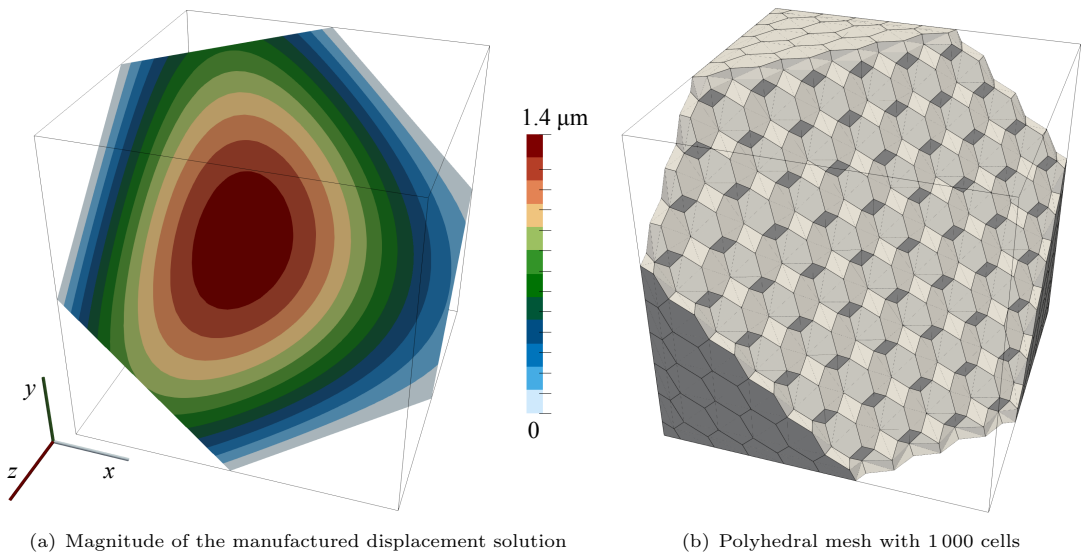 1.4 μm
0
y
z
x
(a) Magnitude of the manufactured displacement solution
(b) Polyhedral mesh with 1 000 cells